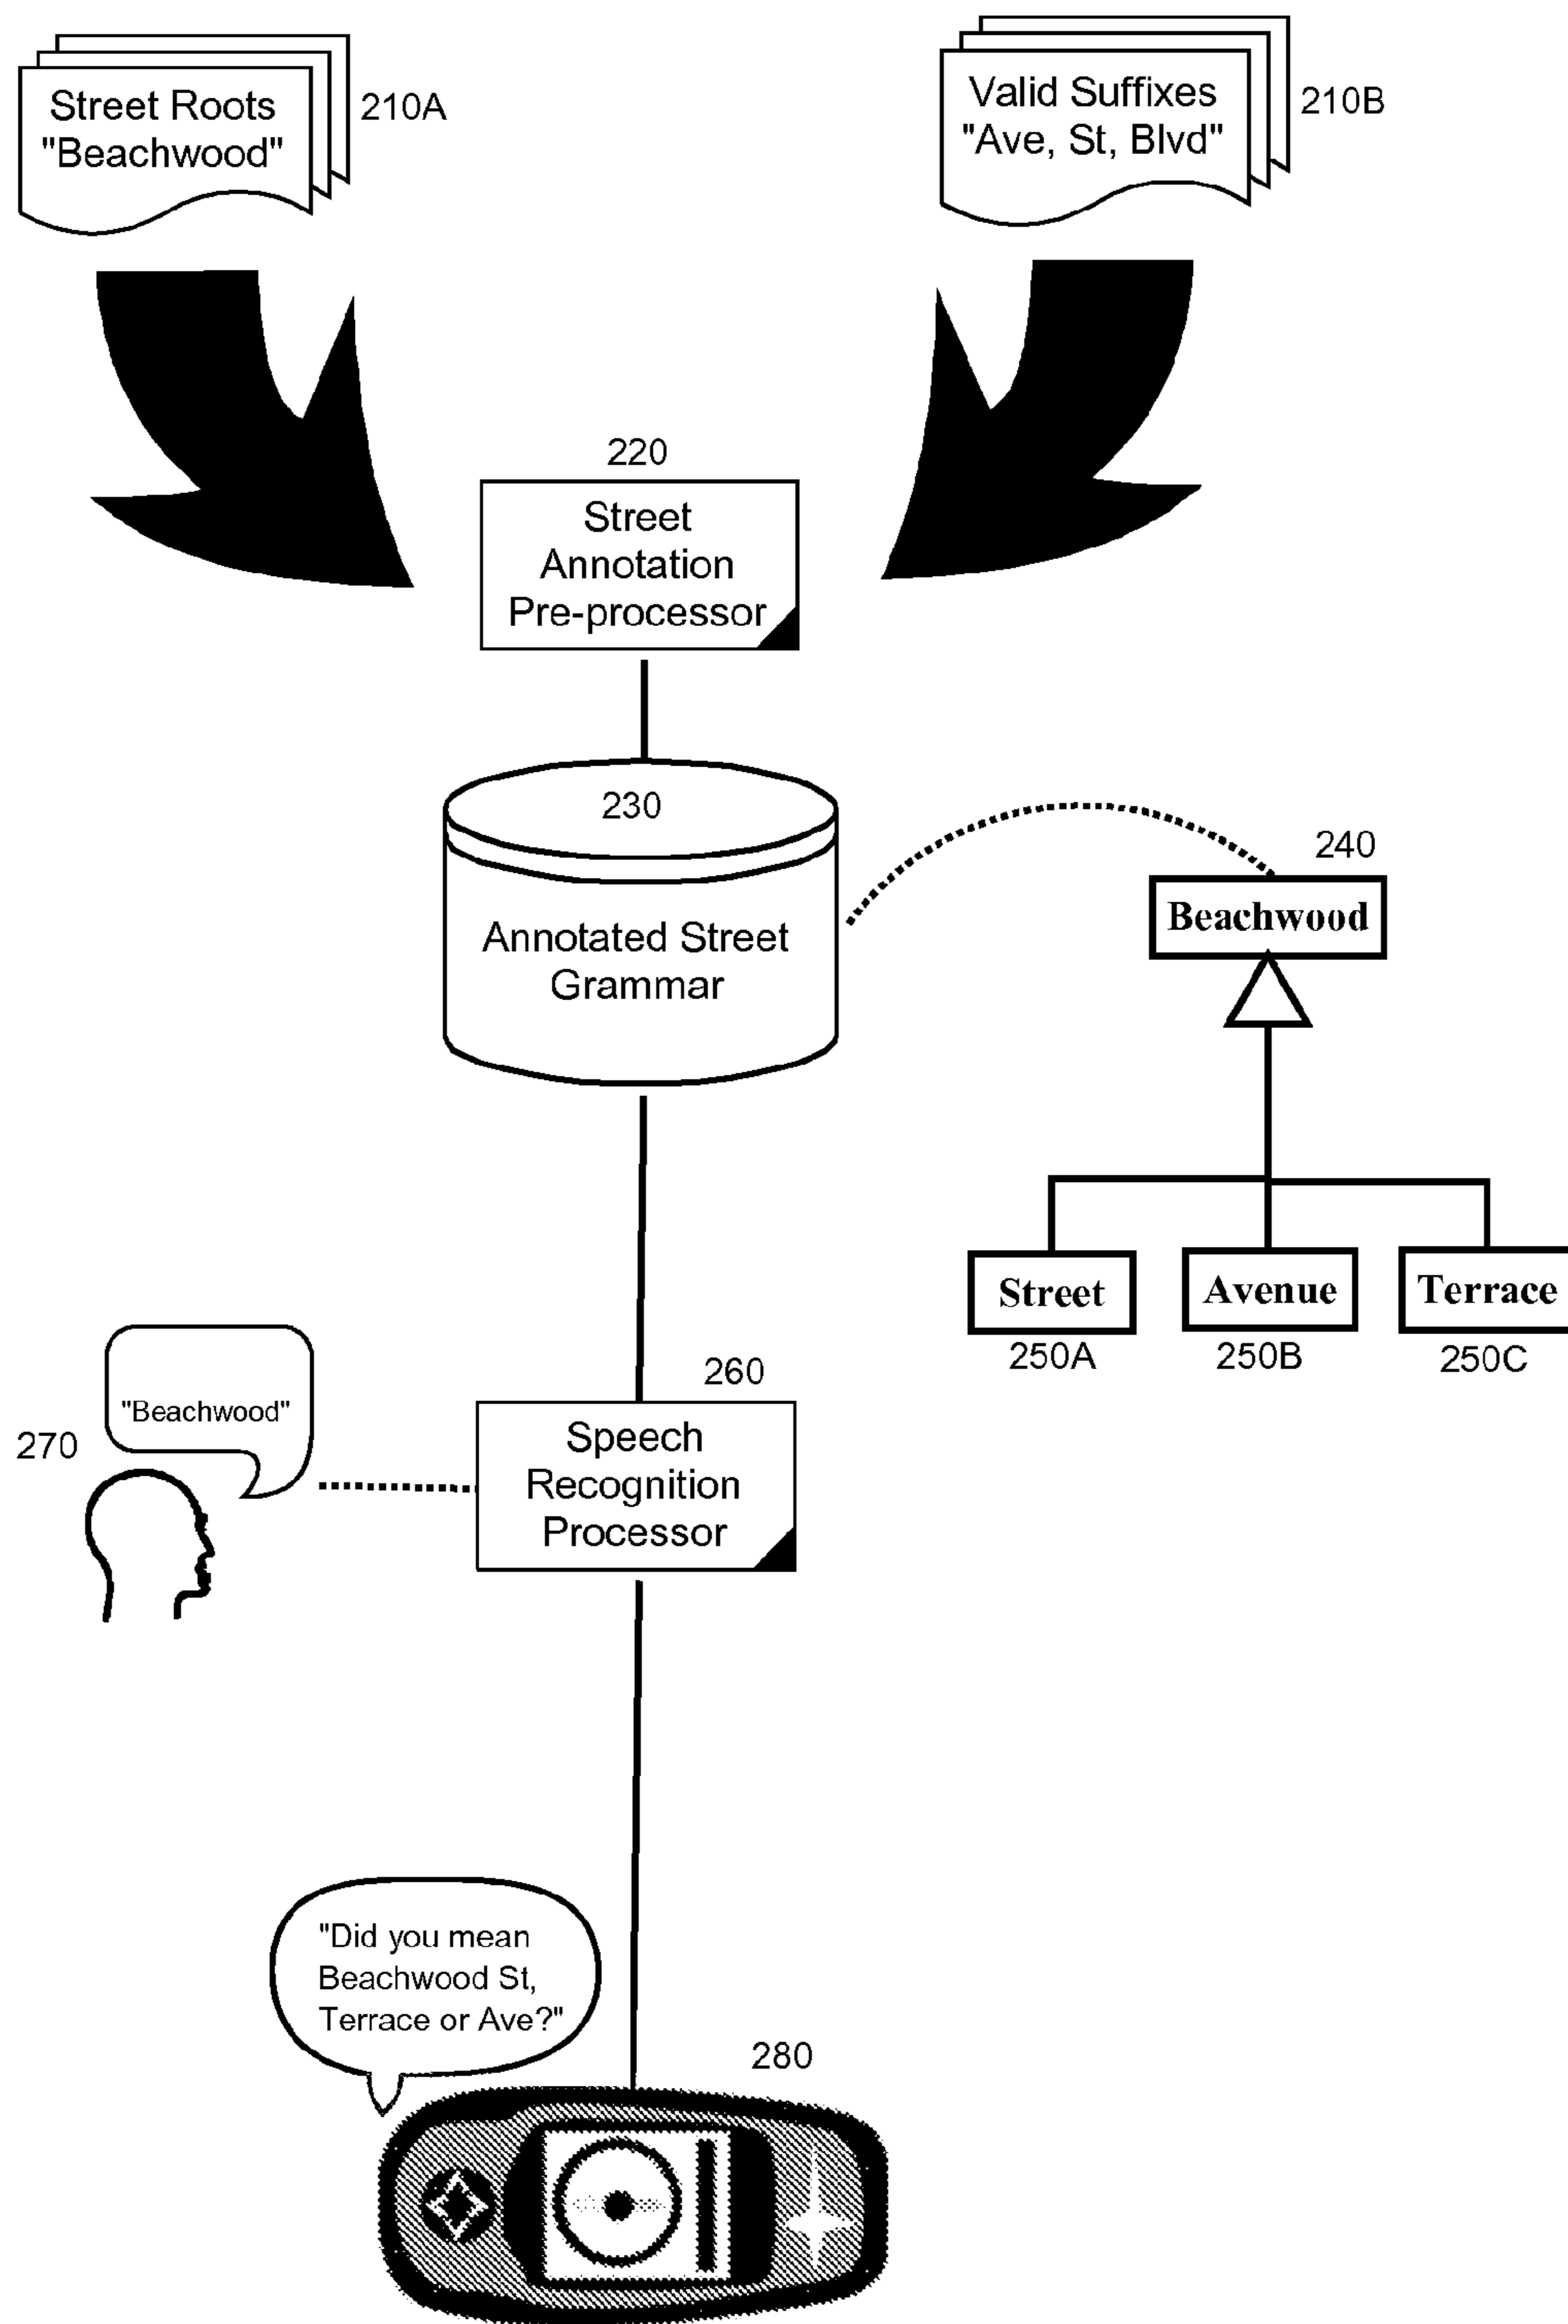 Street Roots
"Beachwood"
210A
Valid Suffixes
"Ave, St, Blvd"
210B
220
Street
Annotation
Pre-processor
230
Annotated Street
Grammar
240
Beachwood
Street
Avenue
Terrace
250A
250B
250C
260
Speech
Recognition
Processor
"Beachwood"
270
"Did you mean
Beachwood St,
Terrace or Ave?"
280